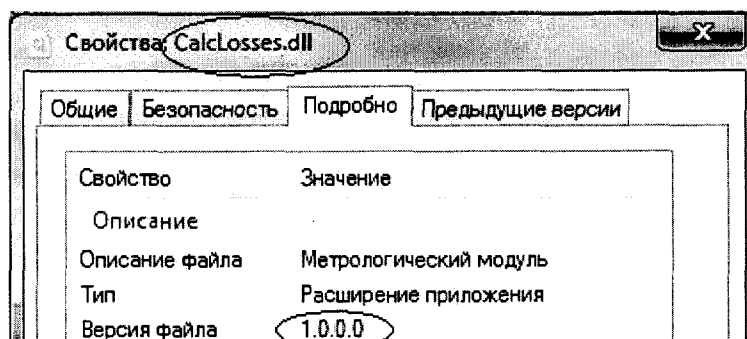 Свойства: CalcLosses.dll
Общие Безопасность Подробно Предыдущие версии
Свойство Значение
Описание
Описание файла Метрологический модуль
Тип Расширение приложения
Версия файла 1.0.0.0